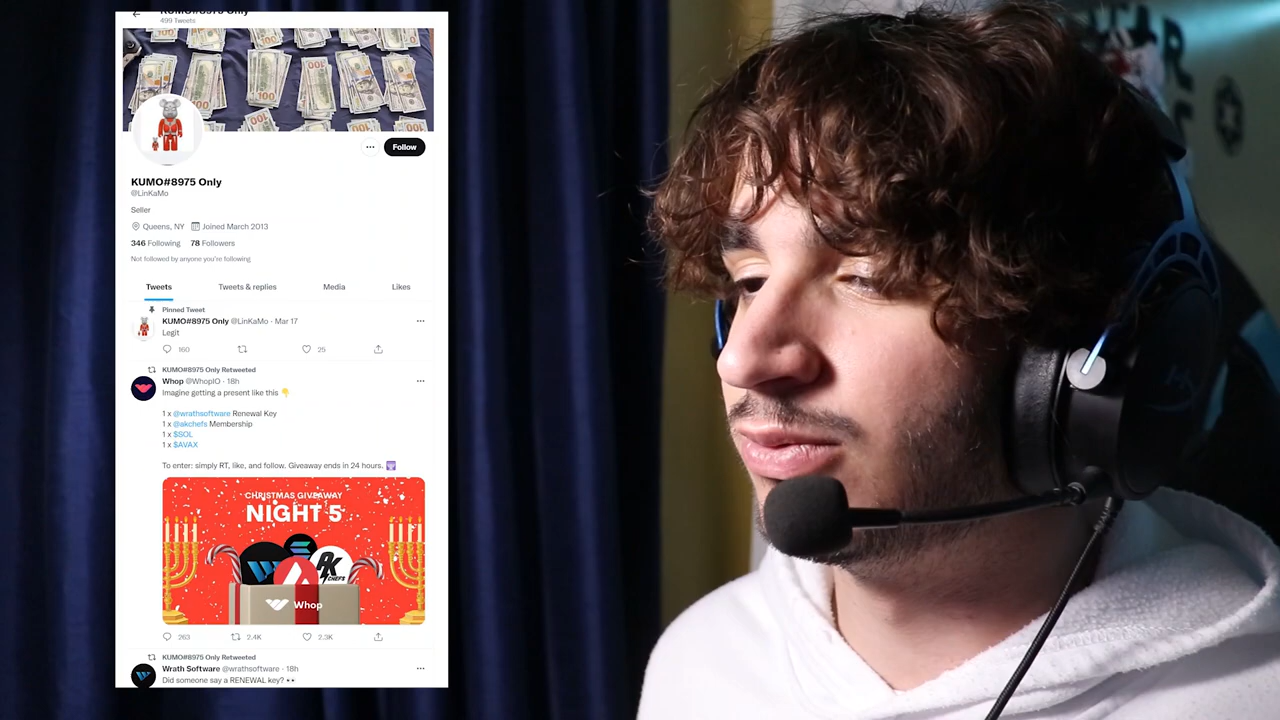 KUMO#8975 Only
499 Tweets
Follow
KUMO#8975 Only
@LinKaMo
Seller
Queens, NY Joined March 2013
346 Following 78 Followers
Not followed by anyone you're following
Tweets Tweets & replies Media Likes
Pinned Tweet
KUMO#8975 Only @LinKaMo · Mar 17
Legit
160 25
KUMO#8975 Only Retweeted
Whop @WhopIO · 18h
Imagine getting a present like this 👇
1 x @wrathsoftware Renewal Key
1 x @akchefs Membership
1 x $SOL
1 x $AVAX
To enter: simply RT, like, and follow. Giveaway ends in 24 hours. 🕎
CHRISTMAS GIVEAWAY
NIGHT 5
AK
CHEFS
Whop
263 2.4K 2.3K
KUMO#8975 Only Retweeted
Wrath Software @wrathsoftware · 18h
Did someone say a RENEWAL key? 👀